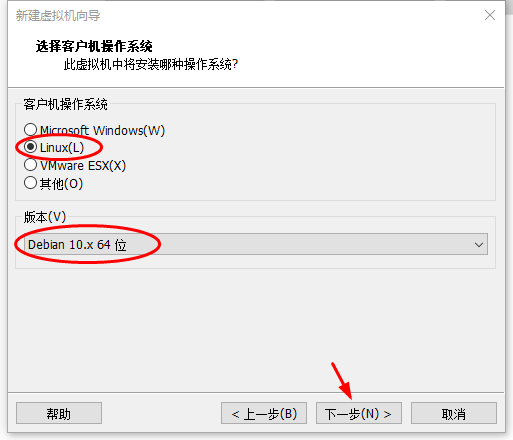 新建虚拟机向导
选择客户机操作系统
此虚拟机中将安装哪种操作系统?
客户机操作系统
Microsoft Windows(W)
Linux(L)
VMware ESX(X)
其他(O)
版本(V)
Debian 10.x 64 位
帮助
< 上一步(B)
下一步(N) >
取消